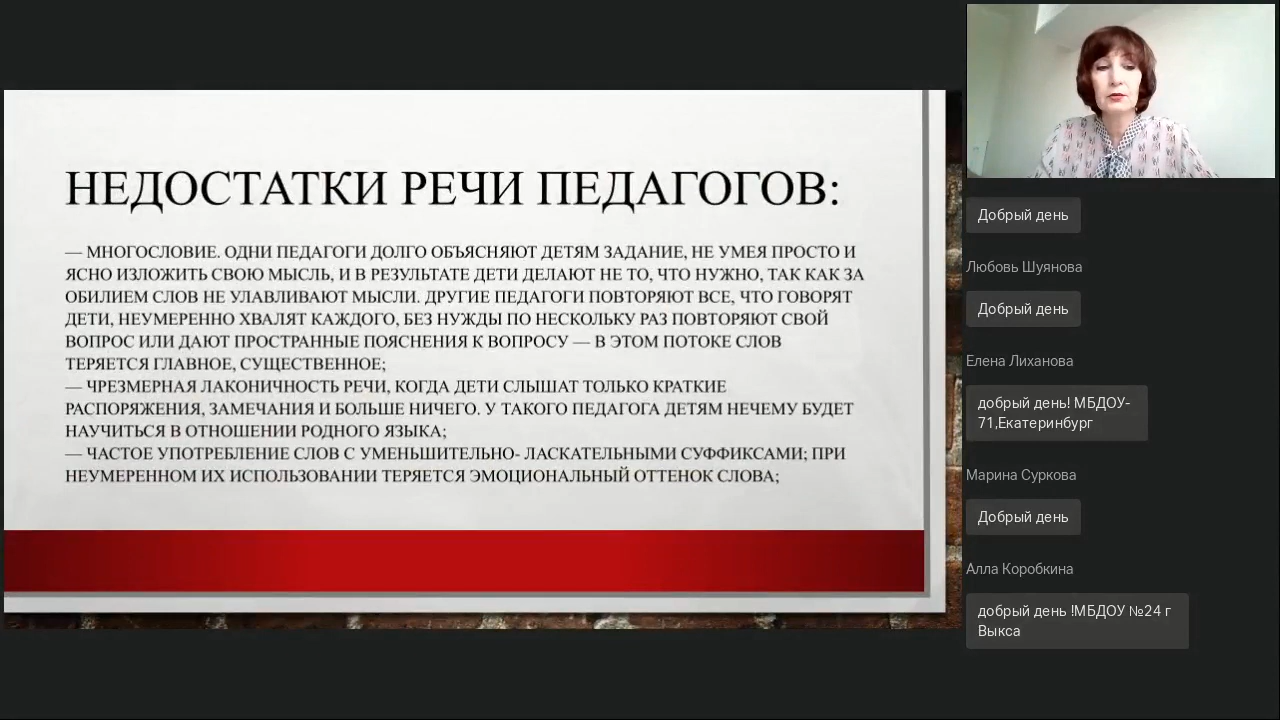 НЕДОСТАТКИ РЕЧИ ПЕДАГОГОВ:
— МНОГОСЛОВИЕ. ОДНИ ПЕДАГОГИ ДОЛГО ОБЪЯСНЯЮТ ДЕТЯМ ЗАДАНИЕ, НЕ УМЕЯ ПРОСТО И
ЯСНО ИЗЛОЖИТЬ СВОЮ МЫСЛЬ, И В РЕЗУЛЬТАТЕ ДЕТИ ДЕЛАЮТ НЕ ТО, ЧТО НУЖНО, ТАК КАК ЗА
ОБИЛИЕМ СЛОВ НЕ УЛАВЛИВАЮТ МЫСЛИ. ДРУГИЕ ПЕДАГОГИ ПОВТОРЯЮТ ВСЕ, ЧТО ГОВОРЯТ
ДЕТИ, НЕУМЕРЕННО ХВАЛЯТ КАЖДОГО, БЕЗ НУЖДЫ ПО НЕСКОЛЬКУ РАЗ ПОВТОРЯЮТ СВОЙ
ВОПРОС ИЛИ ДАЮТ ПРОСТРАННЫЕ ПОЯСНЕНИЯ К ВОПРОСУ — В ЭТОМ ПОТОКЕ СЛОВ
ТЕРЯЕТСЯ ГЛАВНОЕ, СУЩЕСТВЕННОЕ;
— ЧРЕЗМЕРНАЯ ЛАКОНИЧНОСТЬ РЕЧИ, КОГДА ДЕТИ СЛЫШАТ ТОЛЬКО КРАТКИЕ
РАСПОРЯЖЕНИЯ, ЗАМЕЧАНИЯ И БОЛЬШЕ НИЧЕГО. У ТАКОГО ПЕДАГОГА ДЕТЯМ НЕЧЕМУ БУДЕТ
НАУЧИТЬСЯ В ОТНОШЕНИИ РОДНОГО ЯЗЫКА;
— ЧАСТОЕ УПОТРЕБЛЕНИЕ СЛОВ С УМЕНЬШИТЕЛЬНО- ЛАСКАТЕЛЬНЫМИ СУФФИКСАМИ; ПРИ
НЕУМЕРЕННОМ ИХ ИСПОЛЬЗОВАНИИ ТЕРЯЕТСЯ ЭМОЦИОНАЛЬНЫЙ ОТТЕНОК СЛОВА;
Добрый день
Любовь Шуянова
Добрый день
Елена Лиханова
добрый день! МБДОУ-
71,Екатеринбург
Марина Суркова
Добрый день
Алла Коробкина
добрый день !МБДОУ №24 г
Выкса